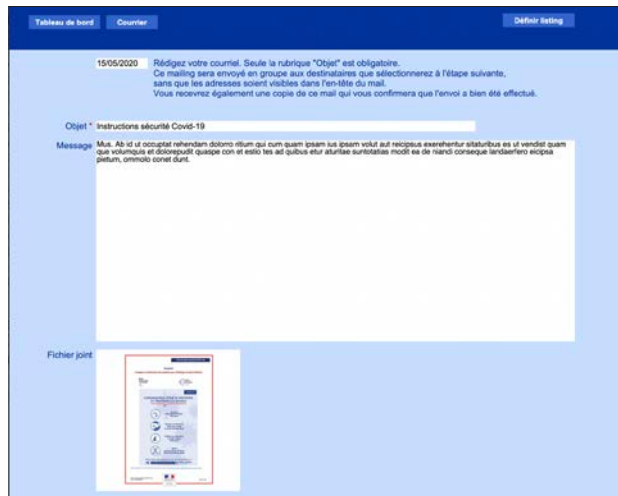 Tableau de bord
Courrier
Définir listing
15/05/2020
Rédigez votre courriel. Seule la rubrique "Objet" est obligatoire.
Ce mailing sera envoyé en groupe aux destinataires que sélectionnerez à l'étape suivante,
sans que les adresses soient visibles dans l'en-tête du mail.
Vous recevrez également une copie de ce mail qui vous confirmera que l'envoi a bien été effectué.
Objet * Instructions sécurité Covid-19
Message Mus. Ab id ut occuptat rehendam dolorro ritium qui cum quam ipsam ius ipsam volut aut reicipsus exerehentur sitaturibus es ut vendist quam
que volumquis et dolorepudit quaspe con et estio tes ad quibus etur aturitae suntotatias modit ea de niandi conseque landaerfero eicipsa
pietum, ommolo conet dunt.
Fichier joint